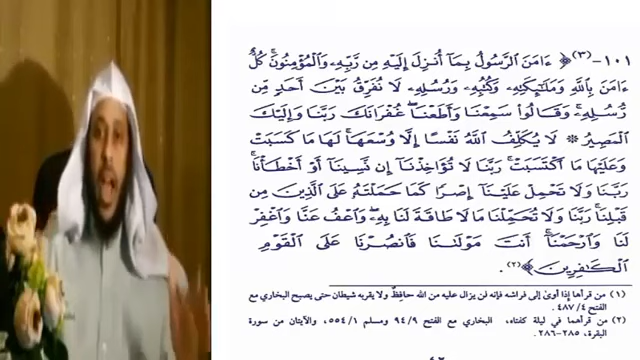 ١٠١-(٣) ﴿ ءَامَنَ ٱلرَّسُولُ بِمَآ أُنزِلَ إِلَيْهِ مِن رَّبِّهِۦ وَٱلْمُؤْمِنُونَ ۚ كُلٌّ
ءَامَنَ بِٱللَّهِ وَمَلَـٰٓئِكَتِهِۦ وَكُتُبِهِۦ وَرُسُلِهِۦ لَا نُفَرِّقُ بَيْنَ أَحَدٍ مِّن
رُّسُلِهِۦ ۚ وَقَالُوا۟ سَمِعْنَا وَأَطَعْنَا ۖ غُفْرَانَكَ رَبَّنَا وَإِلَيْكَ
ٱلْمَصِيرُ * لَا يُكَلِّفُ ٱللَّهُ نَفْسًا إِلَّا وُسْعَهَا ۚ لَهَا مَا كَسَبَتْ
وَعَلَيْهَا مَا ٱكْتَسَبَتْ ۗ رَبَّنَا لَا تُؤَاخِذْنَآ إِن نَّسِينَآ أَوْ أَخْطَأْنَا ۚ
رَبَّنَا وَلَا تَحْمِلْ عَلَيْنَآ إِصْرًا كَمَا حَمَلْتَهُۥ عَلَى ٱلَّذِينَ مِن
قَبْلِنَا ۚ رَبَّنَا وَلَا تُحَمِّلْنَا مَا لَا طَاقَةَ لَنَا بِهِۦ ۖ وَٱعْفُ عَنَّا وَٱغْفِرْ
لَنَا وَٱرْحَمْنَآ ۚ أَنتَ مَوْلَىٰنَا فَٱنصُرْنَا عَلَى ٱلْقَوْمِ
ٱلْكَـٰفِرِينَ ﴾(٢).
(١) من قرأها إذا أوى إلى فراشه فإنه لن يزال عليه من الله حافظٌ ولا يقربه شيطان حتى يصبح البخاري مع
الفتح ٤٨٧/٤.
(٢) من قرأهما في ليلة كفتاه، البخاري مع الفتح ٩٤/٩ ومسلم ٥٥٤/١، والآيتان من سورة
البقرة، ٢٨٥-٢٨٦.